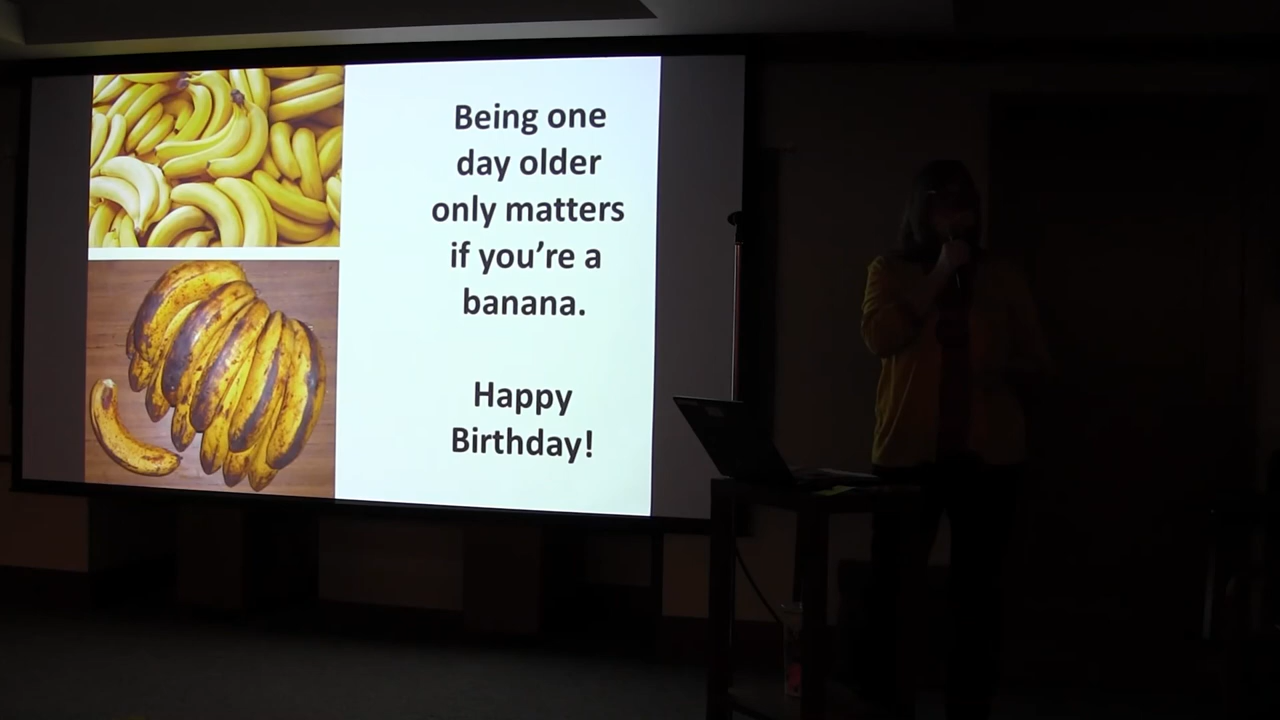 Being one
day older
only matters
if you're a
banana.
Happy
Birthday!